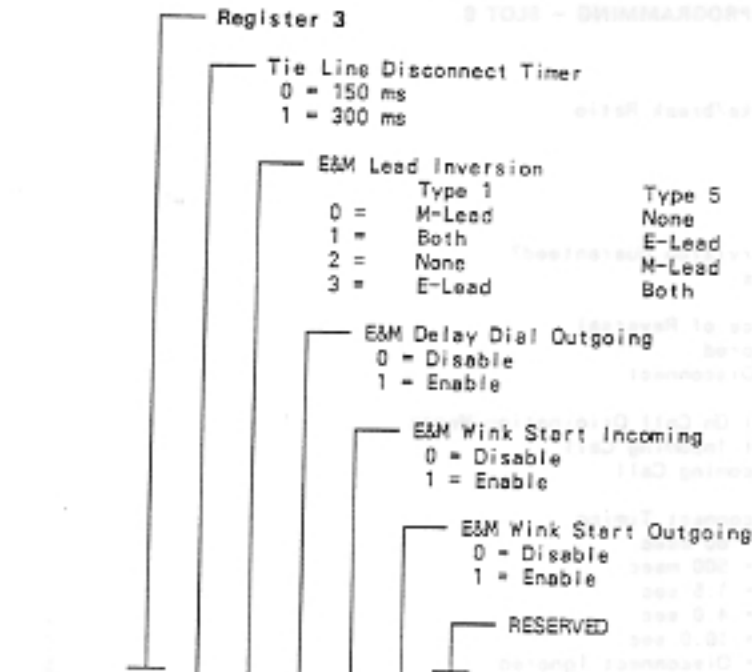 Register 3
Tie Line Disconnect Timer
0 = 150 ms
1 = 300 ms
E&M Lead Inversion
Type 1 Type 5
0 = M-Lead None
1 = Both E-Lead
2 = None M-Lead
3 = E-Lead Both
E&M Delay Dial Outgoing
0 = Disable
1 = Enable
E&M Wink Start Incoming
0 = Disable
1 = Enable
E&M Wink Start Outgoing
0 = Disable
1 = Enable
RESERVED